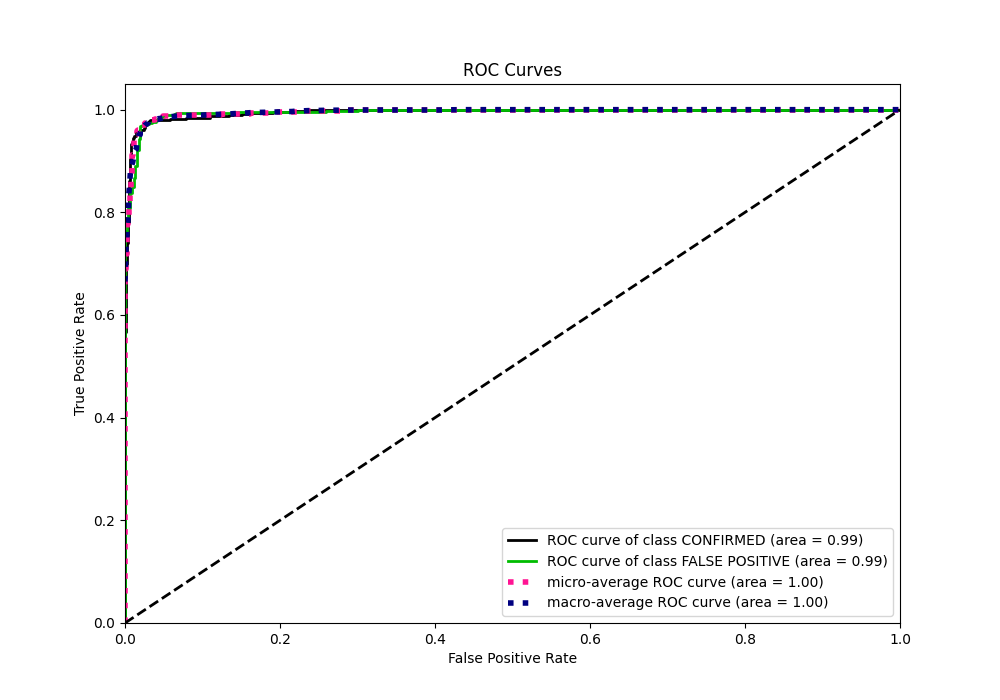 ROC Curves
True Positive Rate
1.0
0.8
0.6
0.4
0.2
0.0
0.0 0.2 0.4 0.6 0.8 1.0
False Positive Rate
ROC curve of class CONFIRMED (area = 0.99)
ROC curve of class FALSE POSITIVE (area = 0.99)
micro-average ROC curve (area = 1.00)
macro-average ROC curve (area = 1.00)